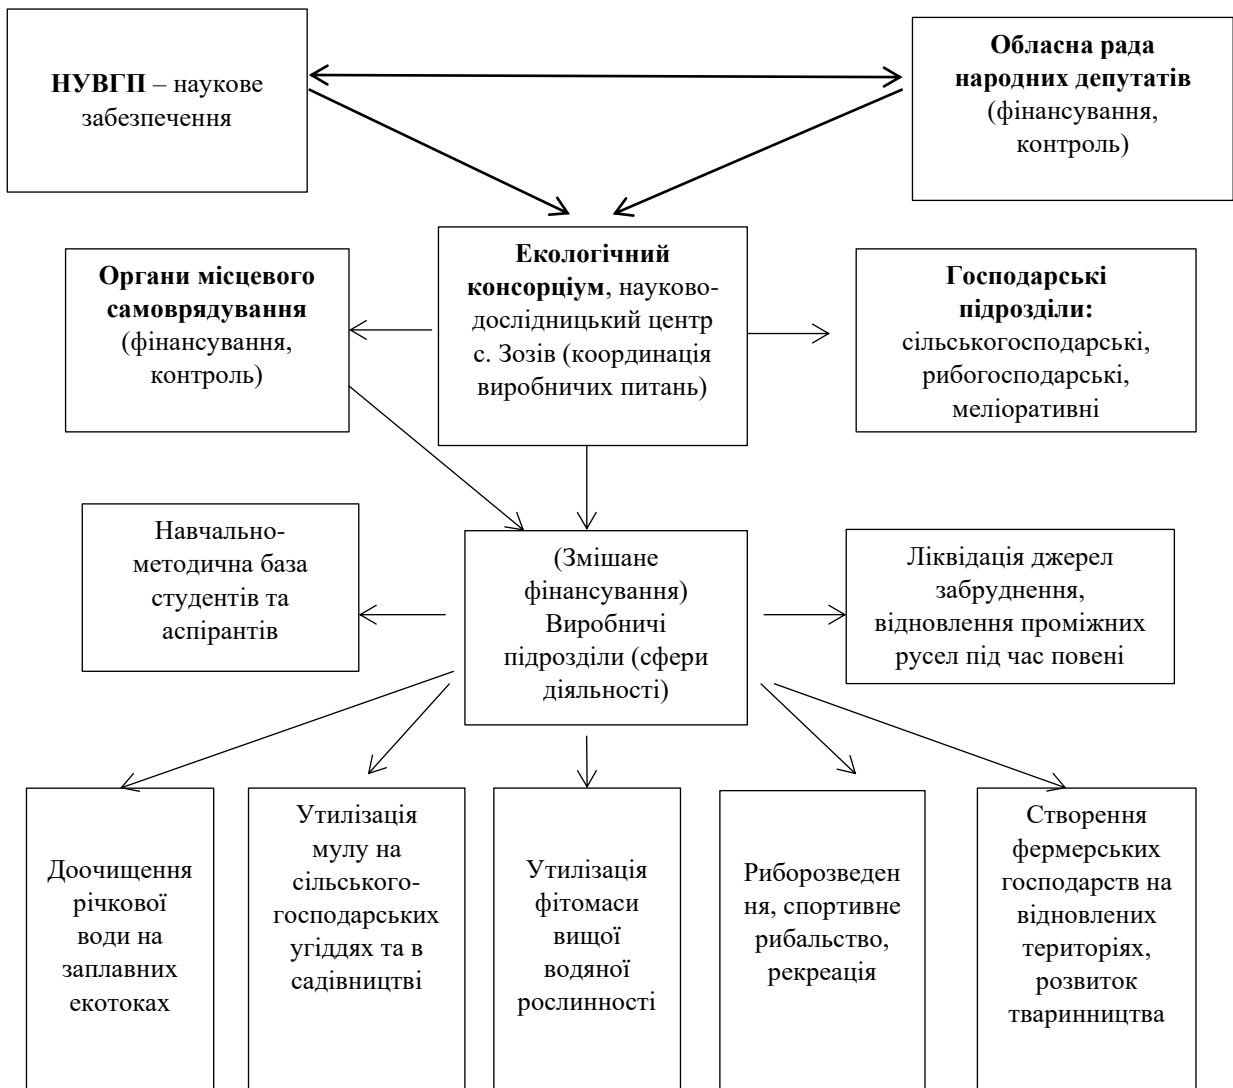 НУВГП – наукове
забезпечення
Обласна рада
народних депутатів
(фінансування,
контроль)
Органи місцевого
самоврядування
(фінансування,
контроль)
Екологічний
консорціум, науково-
дослідницький центр
с. Зозів (координація
виробничих питань)
Господарські
підрозділи:
сільськогосподарські,
рибогосподарські,
меліоративні
Навчально-
методична база
студентів та
аспірантів
(Змішане
фінансування)
Виробничі
підрозділи (сфери
діяльності)
Ліквідація джерел
забруднення,
відновлення проміжних
русел під час повені
Доочищення
річкової
води на
заплавних
екотоках
Утилізація
мулу на
сільського-
господарських
угіддях та в
садівництві
Утилізація
фітомаси
вищої
водяної
рослинності
Риборозведен
ня, спортивне
рибальство,
рекреація
Створення
фермерських
господарств на
відновлених
територіях,
розвиток
тваринництва